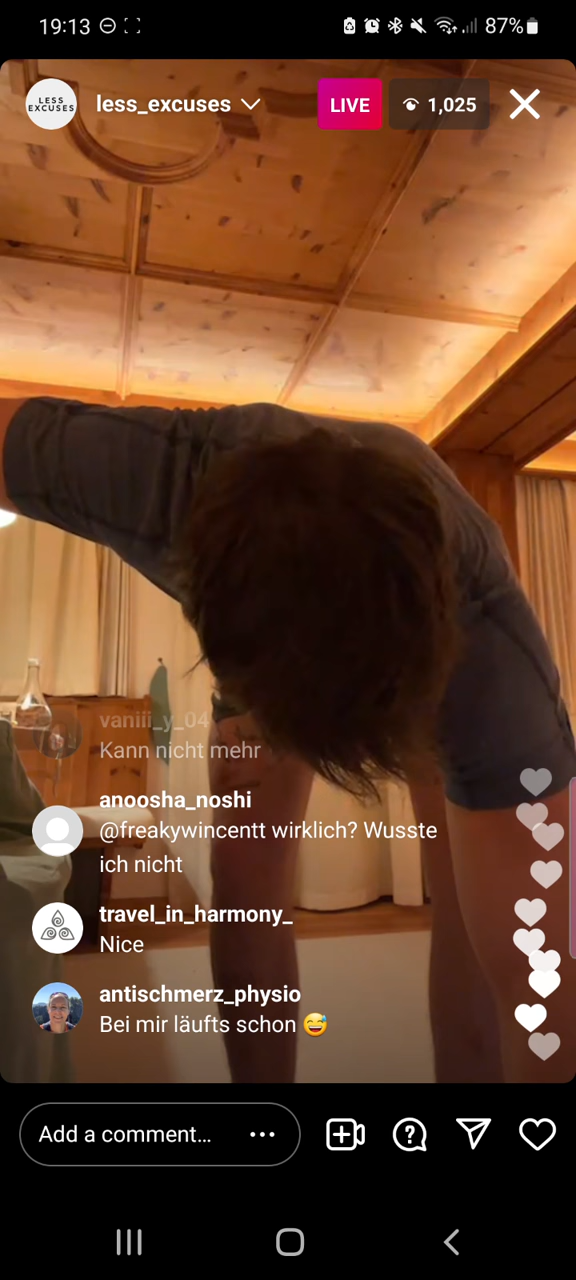 19:13
87%
LESS
EXCUSES
less_excuses
LIVE
1,025
vaniii_y_04
Kann nicht mehr
anoosha_noshi
@freakywincentt wirklich? Wusste
ich nicht
travel_in_harmony_
Nice
antischmerz_physio
Bei mir läufts schon 😅
Add a comment...